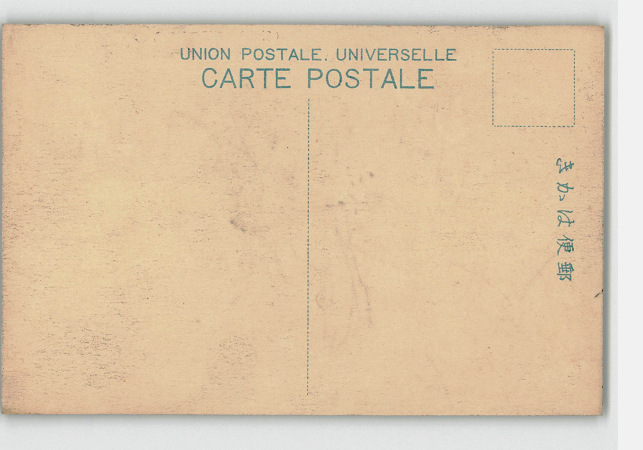 UNION POSTALE. UNIVERSELLE
CARTE POSTALE
きかは便郵